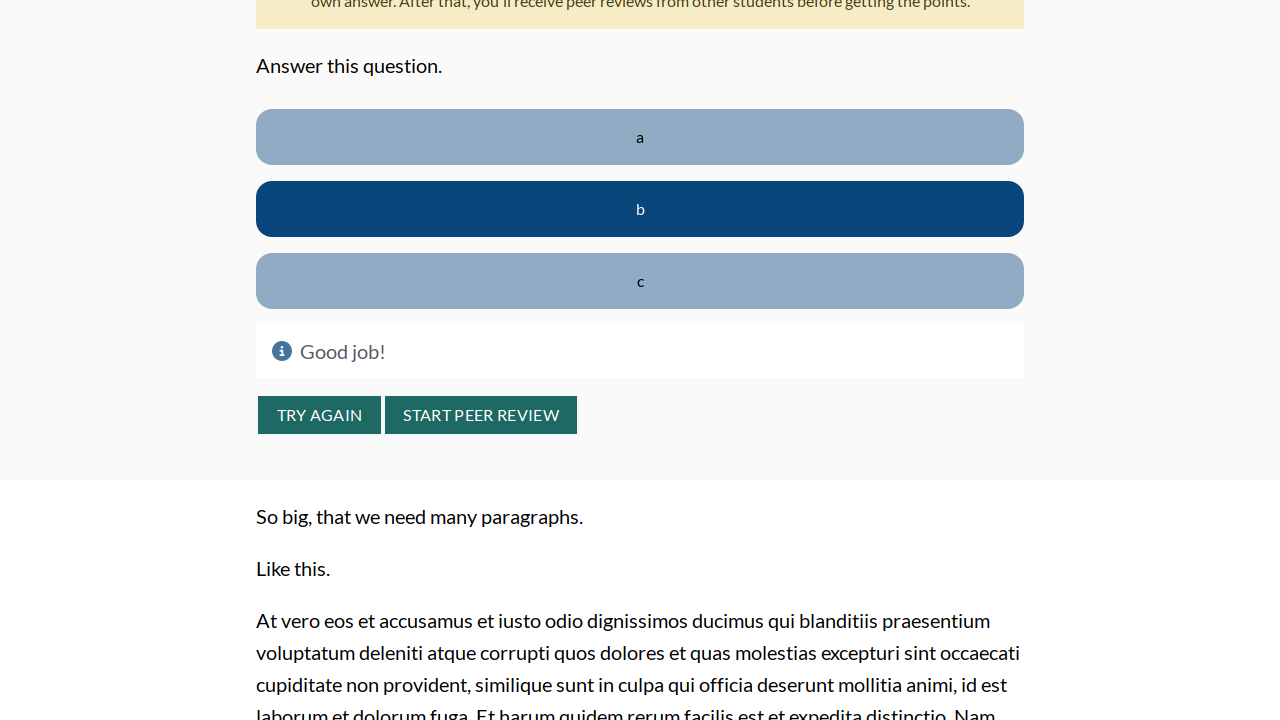 own answer. After that, you'll receive peer reviews from other students before getting the points.
Answer this question.
a
b
c
Good job!
TRY AGAIN START PEER REVIEW
So big, that we need many paragraphs.
Like this.
At vero eos et accusamus et iusto odio dignissimos ducimus qui blanditiis praesentium
voluptatum deleniti atque corrupti quos dolores et quas molestias excepturi sint occaecati
cupiditate non provident, similique sunt in culpa qui officia deserunt mollitia animi, id est
laborum et dolorum fuga. Et harum quidem rerum facilis est et expedita distinctio. Nam